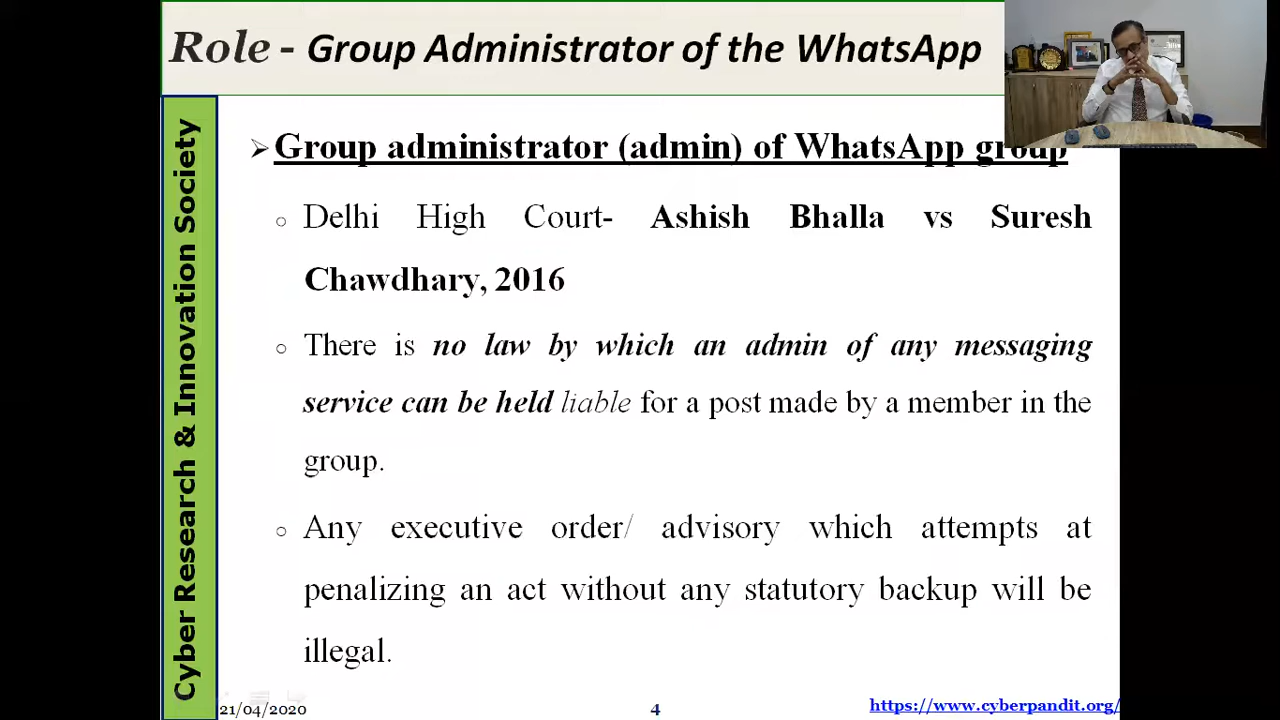 Role - Group Administrator of the WhatsApp
Cyber Research & Innovation Society
➢Group administrator (admin) of WhatsApp group
○ Delhi High Court- Ashish Bhalla vs Suresh
Chawdhary, 2016
○ There is no law by which an admin of any messaging
service can be held liable for a post made by a member in the
group.
○ Any executive order/ advisory which attempts at
penalizing an act without any statutory backup will be
illegal.
21/04/2020
4
https://www.cyberpandit.org/